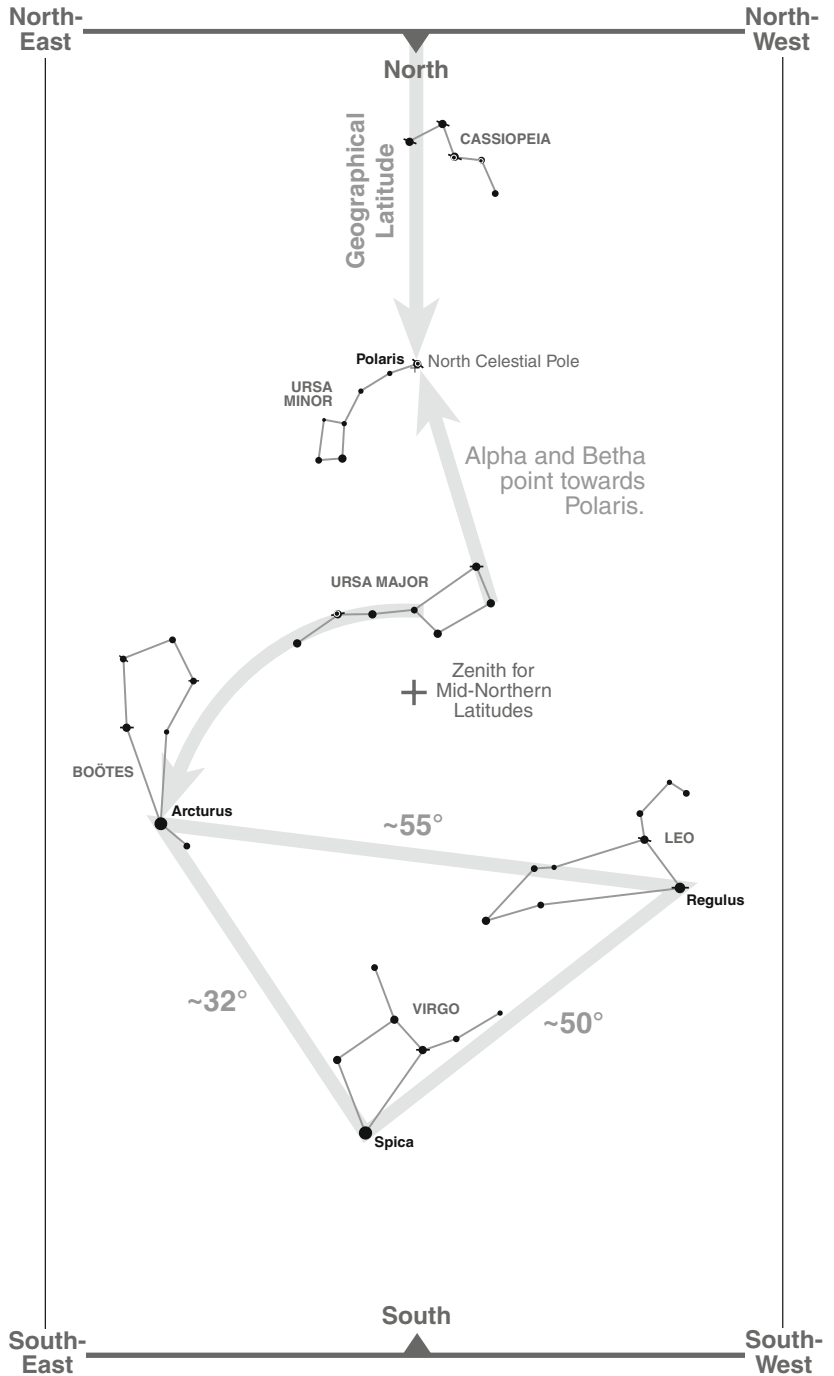 North-
East
North-
West
North
Geographical
Latitude
CASSIOPEIA
Polaris
North Celestial Pole
URSA
MINOR
Alpha and Betha
point towards
Polaris.
URSA MAJOR
Zenith for
Mid-Northern
Latitudes
BOÖTES
Arcturus
~55°
LEO
Regulus
~32°
VIRGO
~50°
Spica
South
South-
East
South-
West